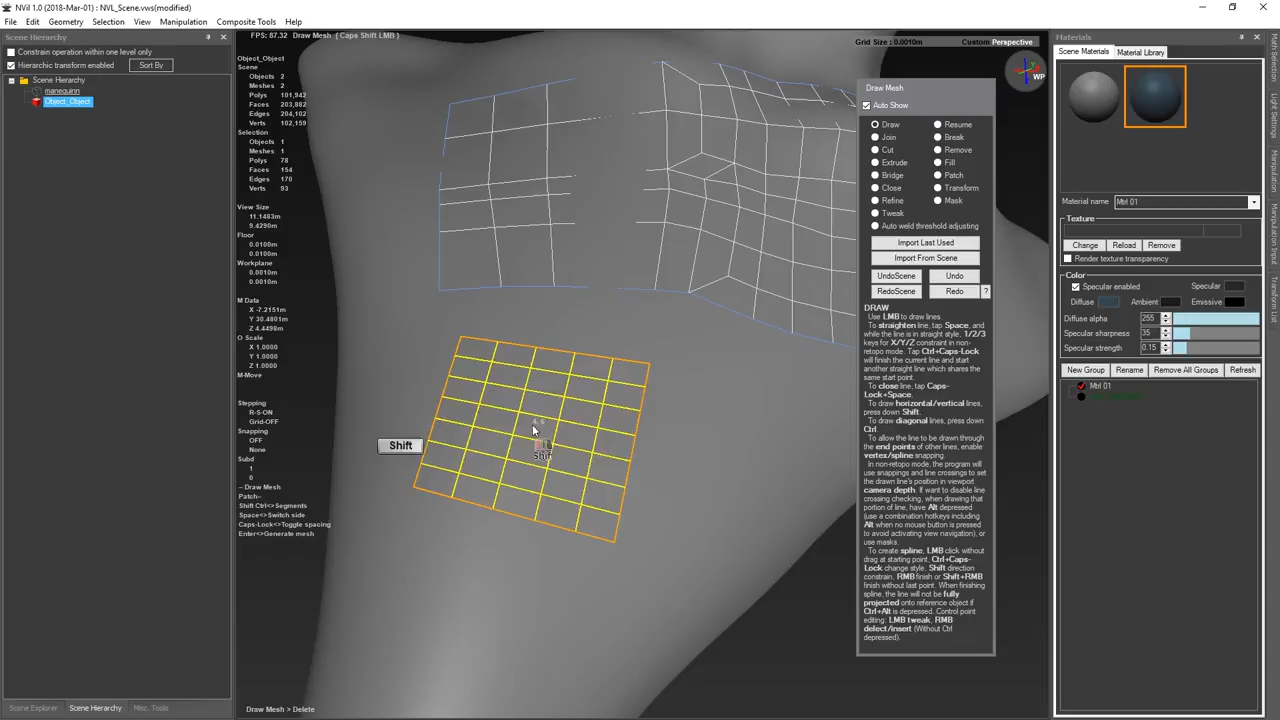 NVil 1.0 (2018-Mar-01) : NVL_Scene.vws(modified)
File Edit Geometry Selection View Manipulation Composite Tools Help
Scene Hierarchy
Constrain operation within one level only
Hierarchic transform enabled Sort By
Scene Hierarchy
manequinn
Object_Object
Scene Explorer Scene Hierarchy Misc. Tools
FPS: 87.32 Draw Mesh ( Caps Shift LMB )
Grid Size: 0.0010m Custom Perspective
WP
Object_Object
Scene
Objects 2
Meshes 2
Polys 101,942
Faces 203,882
Edges 204,102
Verts 102,159
Selection
Objects 1
Meshes 1
Polys 78
Faces 154
Edges 170
Verts 93
View Size
11.1483m
9.4290m
Floor
0.0100m
0.0100m
Workplane
0.0010m
0.0010m
M Data
X -7.2151m
Y 30.4801m
Z 4.4498m
O Scale
X 1.0000
Y 1.0000
Z 1.0000
M-Move
Stepping
R-S-ON
Grid-OFF
Snapping
OFF
None
Subd
1
0
-- Draw Mesh
Patch--
Shift Ctrl<>Segments
Space<>Switch side
Caps-Lock<>Toggle spacing
Enter<>Generate mesh
Shift
Shift
Draw Mesh > Delete
Draw Mesh
Auto Show
Draw Resume
Join Break
Cut Remove
Extrude Fill
Bridge Patch
Close Transform
Refine Mask
Tweak
Auto weld threshold adjusting
Import Last Used
Import From Scene
UndoScene Undo
RedoScene Redo ?
DRAW
Use LMB to draw lines.
To straighten line, tap Space, and
while the line is in straight style, 1/2/3
keys for X/Y/Z constraint in non-
retopo mode. Tap Ctrl+Caps-Lock
will finish the current line and start
another straight line which shares the
same start point.
To close line, tap Caps-
Lock+Space.
To draw horizontal/vertical lines,
press down Shift.
To draw diagonal lines, press down
Ctrl.
To allow the line to be drawn through
the end points of other lines, enable
vertex/spline snapping.
In non-retopo mode, the program will
use snappings and line crossings to set
the drawn line's position in viewport
camera depth. If want to disable line
crossing checking, when drawing that
portion of line, have Alt depressed
(use a combination hotkeys including
Alt when no mouse button is pressed
to avoid activating view navigation), or
use masks.
To create spline, LMB click without
drag at starting point, Ctrl+Caps-
Lock change style, Shift direction
constrain, RMB finish or Shift+RMB
finish without last point. When finishing
spline, the line will not be fully
projected onto reference object if
Ctrl+Alt is depressed. Control point
editing: LMB tweak, RMB
delect/insert (Without Ctrl
depressed).
Materials
Scene Materials Material Library
Material name Mtrl 01
Texture
Change Reload Remove
Render texture transparency
Color
Specular enabled Specular
Diffuse Ambient Emissive
Diffuse alpha 255
Specular sharpness 35
Specular strength 0.15
New Group Rename Remove All Groups Refresh
Mtrl 01
Math Selection
Light Settings
Manipulation
Manipulation Input
Transform List